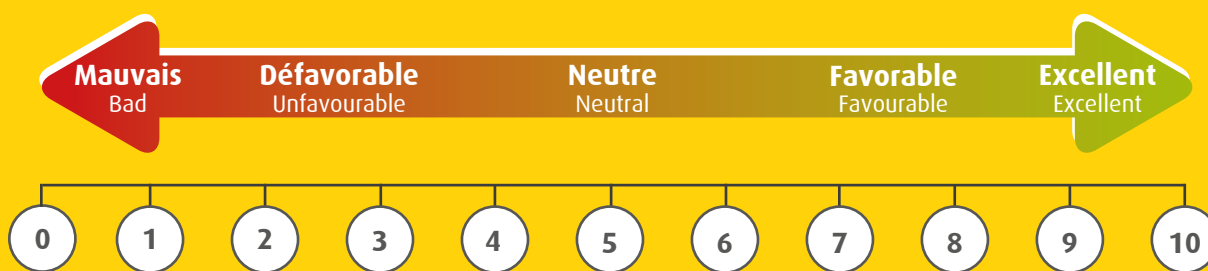 Mauvais Défavorable Neutre Favorable Excellent
Bad Unfavourable Neutral Favourable Excellent
0 1 2 3 4 5 6 7 8 9 10